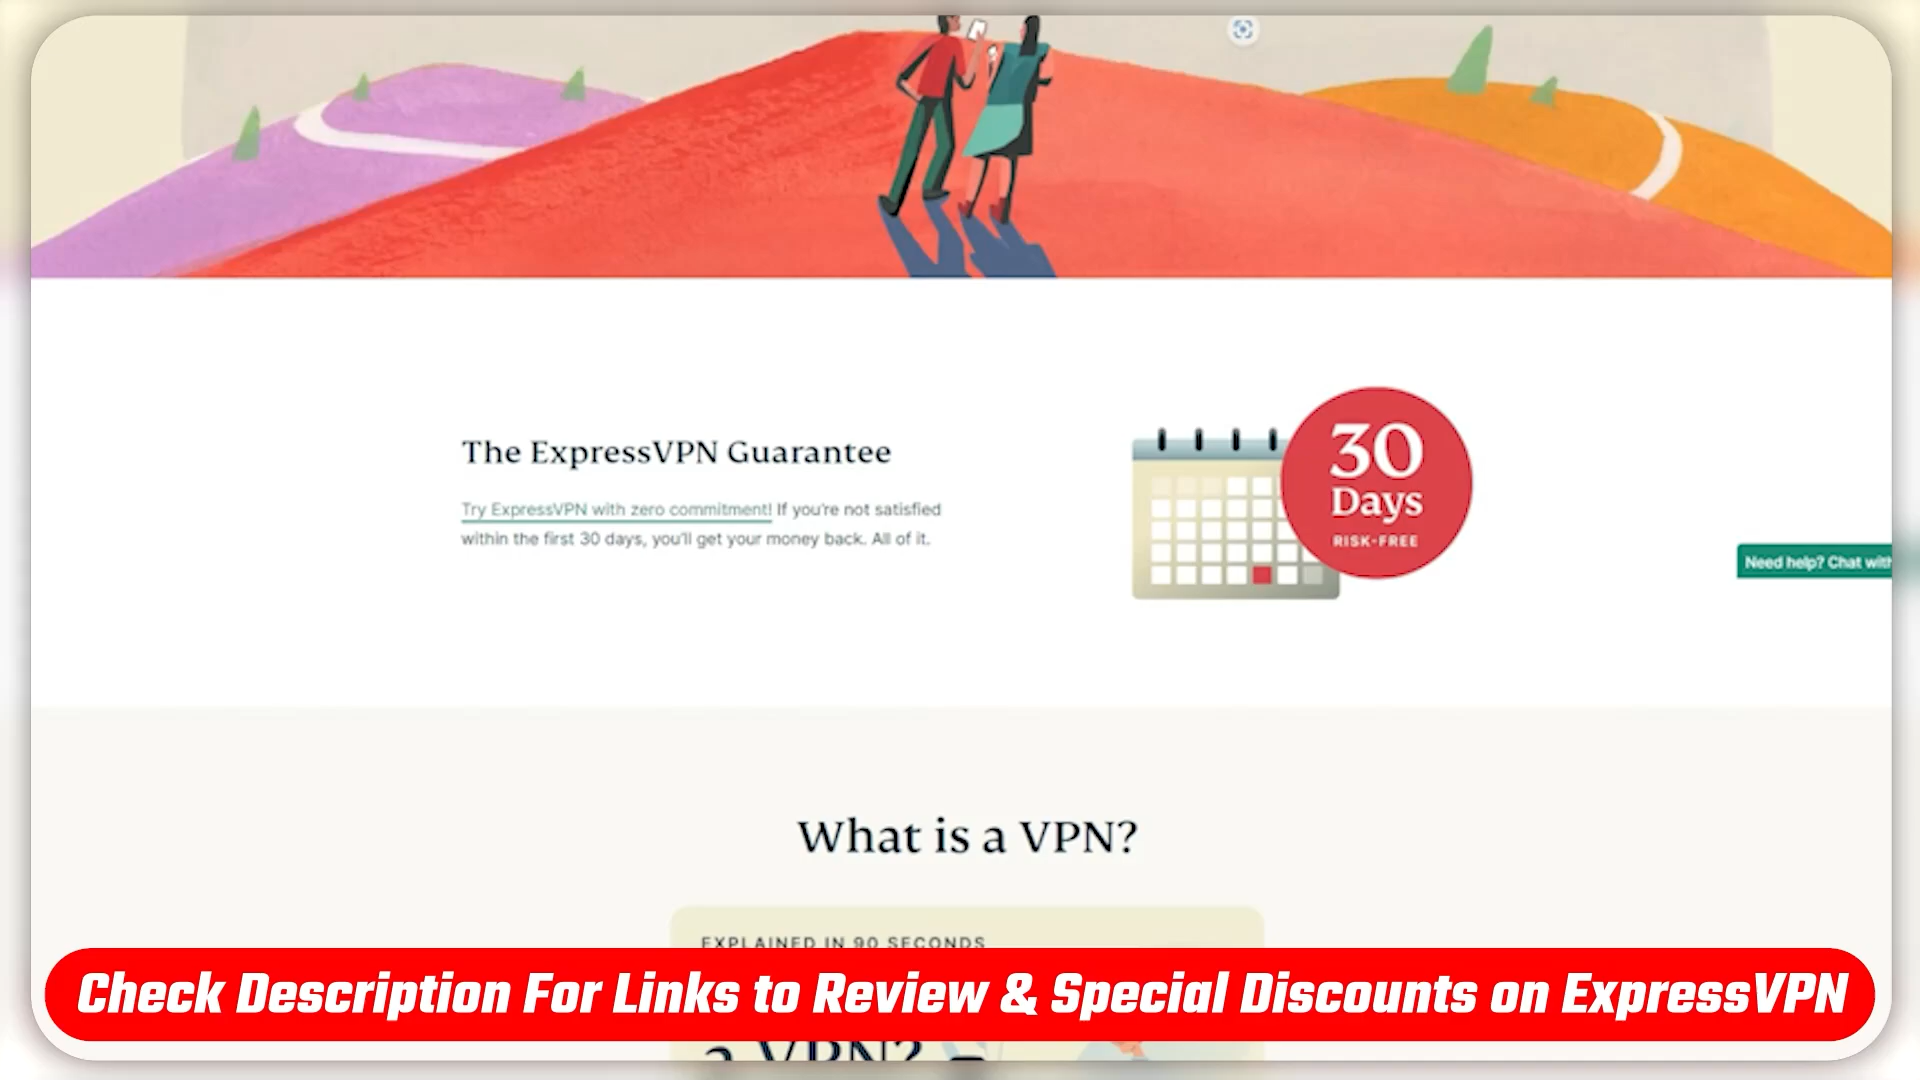 The ExpressVPN Guarantee
Try ExpressVPN with zero commitment! If you're not satisfied
within the first 30 days, you'll get your money back. All of it.
30
Days
RISK-FREE
Need help? Chat with
What is a VPN?
EXPLAINED IN 90 SECONDS
Check Description For Links to Review & Special Discounts on ExpressVPN
a VPN?